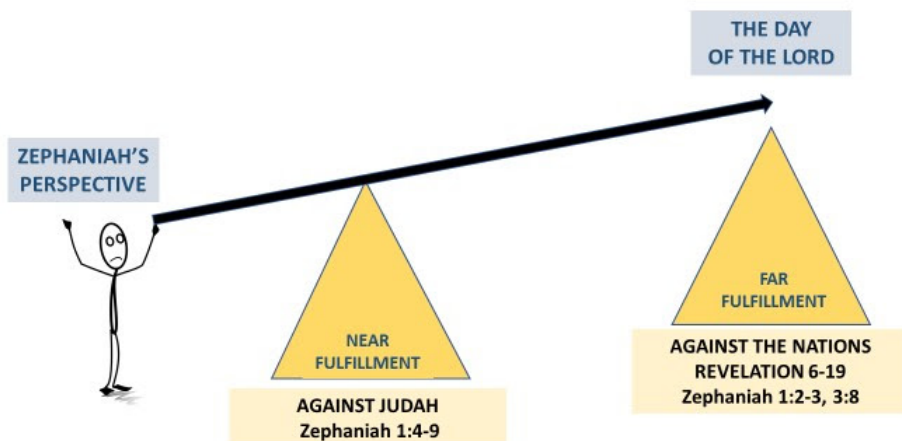 THE DAY
OF THE LORD
ZEPHANIAH'S
PERSPECTIVE
NEAR
FULFILLMENT
AGAINST JUDAH
Zephaniah 1:4-9
FAR
FULFILLMENT
AGAINST THE NATIONS
REVELATION 6-19
Zephaniah 1:2-3, 3:8